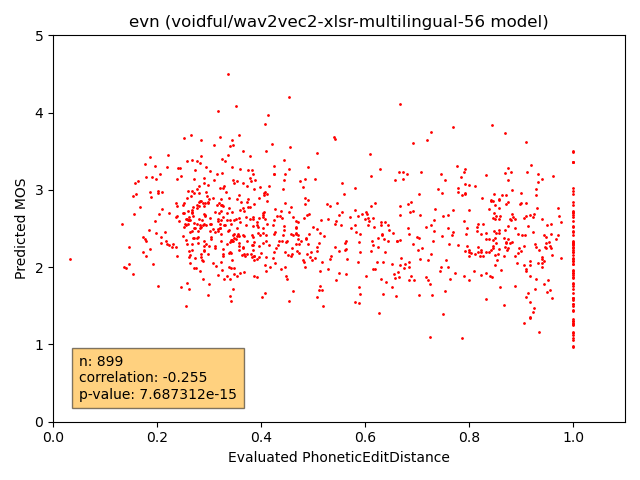 evn (voidful/wav2vec2-xlsr-multilingual-56 model)
5
4
3
2
1
0
Predicted MOS
n: 899
correlation: -0.255
p-value: 7.687312e-15
0.0 0.2 0.4 0.6 0.8 1.0
Evaluated PhoneticEditDistance